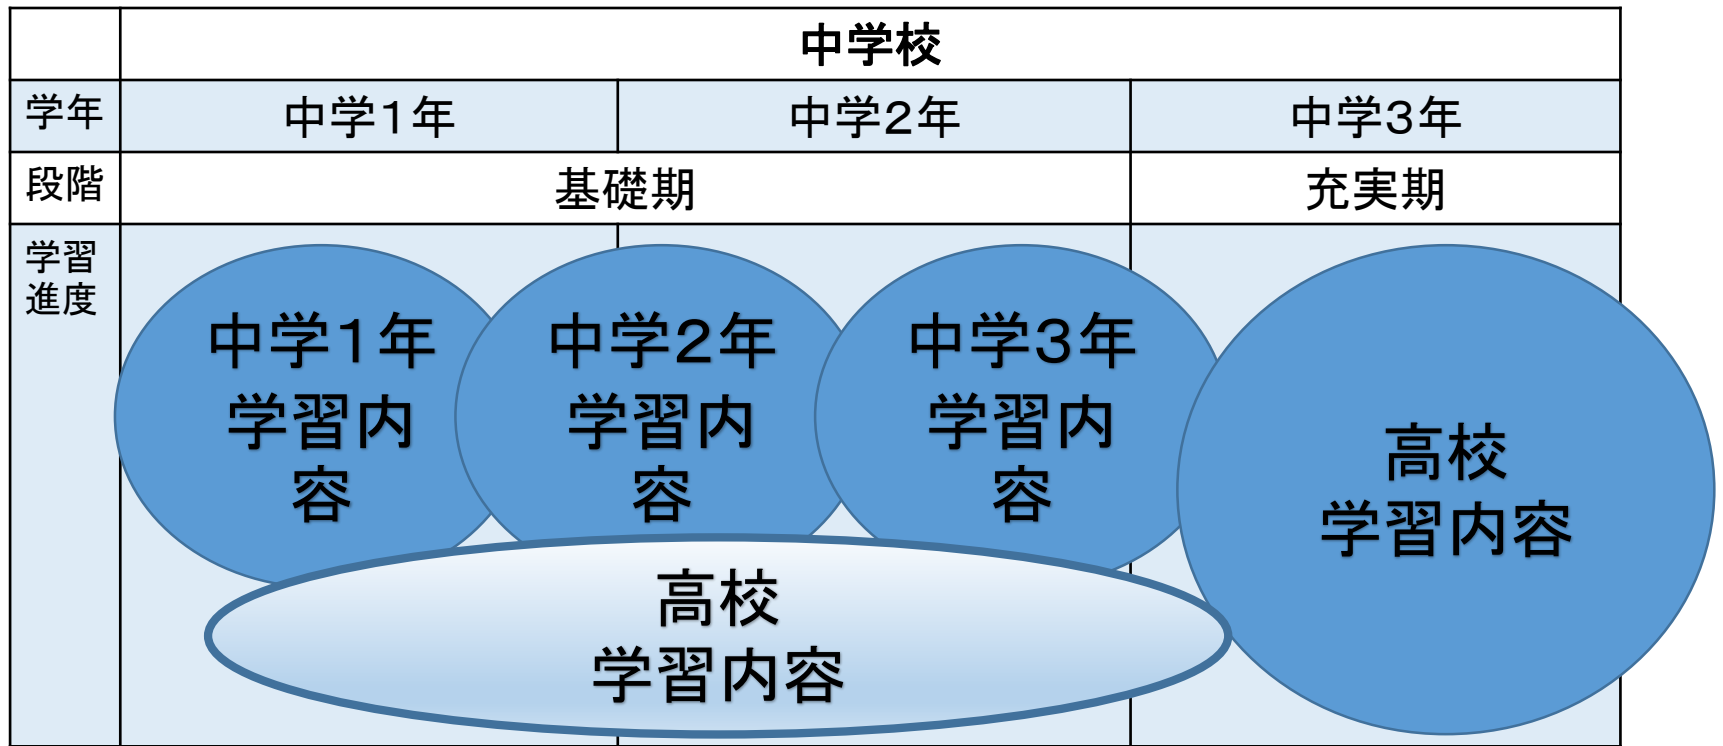 中学校
学年
中学１年
中学２年
中学３年
段階
基礎期
充実期
学習
進度
中学１年
学習内
容
中学２年
学習内
容
中学３年
学習内
容
高校
学習内容
高校
学習内容